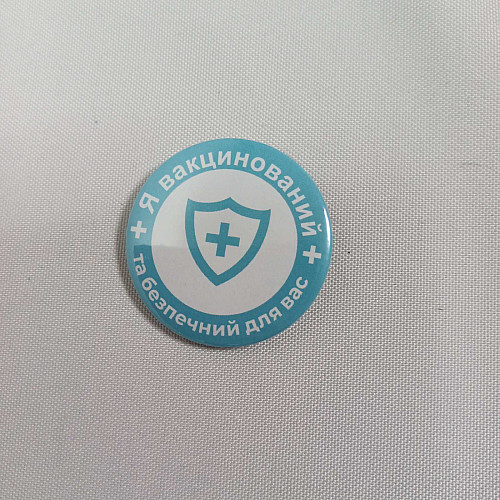 Я вакцинований
та безпечний для вас